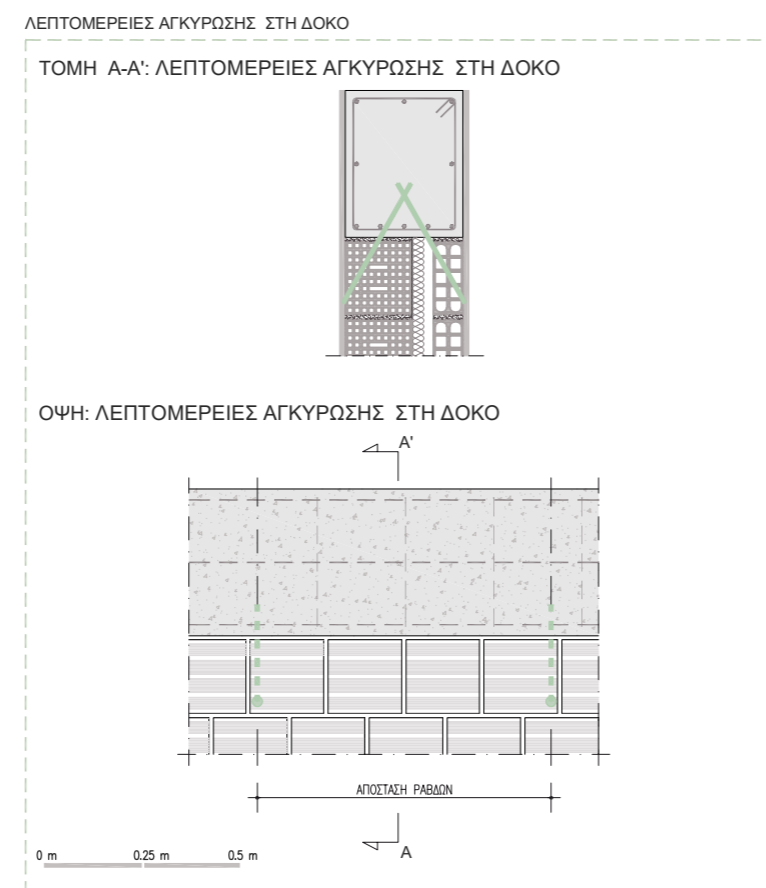 ΛΕΠΤΟΜΕΡΕΙΕΣ ΑΓΚΥΡΩΣΗΣ ΣΤΗ ΔΟΚΟ
ΤΟΜΗ Α-Α': ΛΕΠΤΟΜΕΡΕΙΕΣ ΑΓΚΥΡΩΣΗΣ ΣΤΗ ΔΟΚΟ
ΟΨΗ: ΛΕΠΤΟΜΕΡΕΙΕΣ ΑΓΚΥΡΩΣΗΣ ΣΤΗ ΔΟΚΟ
Α'
ΑΠΟΣΤΑΣΗ ΡΑΒΔΩΝ
Α
0 m 0.25 m 0.5 m